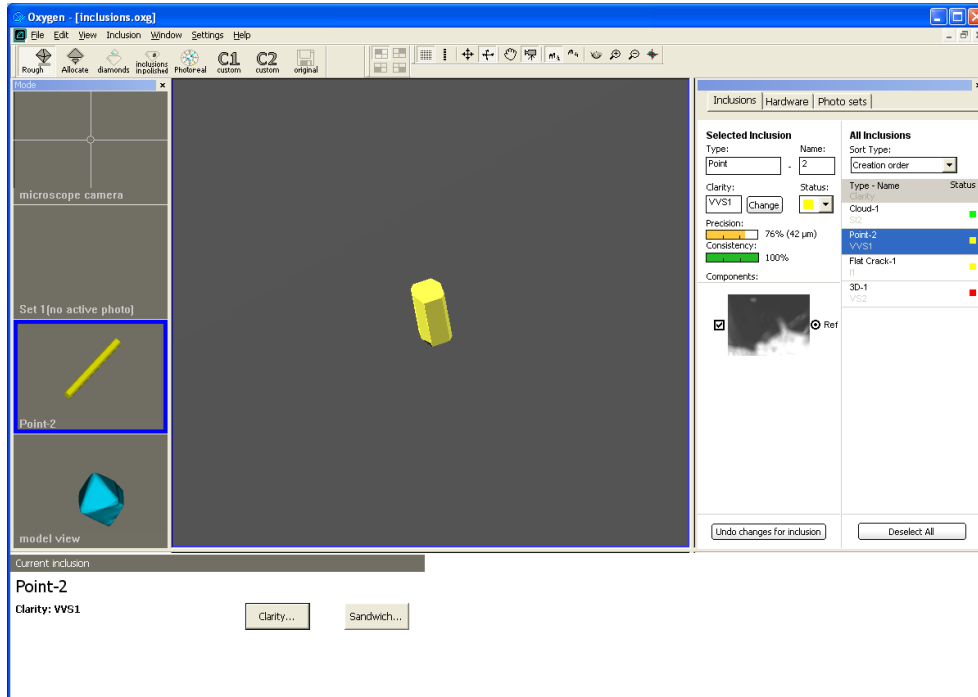 Oxygen - [inclusions.oxg]
File Edit View Inclusion Window Settings Help
Rough
Allocate
diamonds
inclusions
in polished
Photoreal
C1
custom
C2
custom
original
Mode
microscope camera
Set 1[no active photo]
Point-2
model view
Inclusions Hardware Photo sets
Selected Inclusion
Type: Name:
Point - 2
Clarity: Status:
VVS1 Change
Precision:
76% (42 µm)
Consistency:
100%
Components:
Ref
Undo changes for inclusion
All Inclusions
Sort Type:
Creation order
Type - Name Status
Clarity
Cloud-1
SI2
Point-2
VVS1
Flat Crack-1
I1
3D-1
VS2
Deselect All
Current inclusion
Point-2
Clarity: VVS1
Clarity... Sandwich...